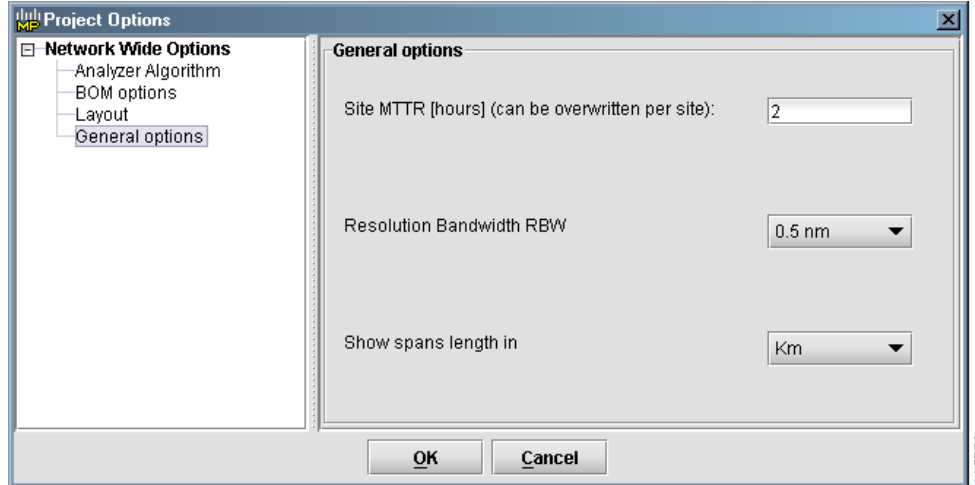 MP Project Options
Network Wide Options
Analyzer Algorithm
BOM options
Layout
General options
General options
Site MTTR [hours] (can be overwritten per site):
2
Resolution Bandwidth RBW
0.5 nm
Show spans length in
Km
OK
Cancel